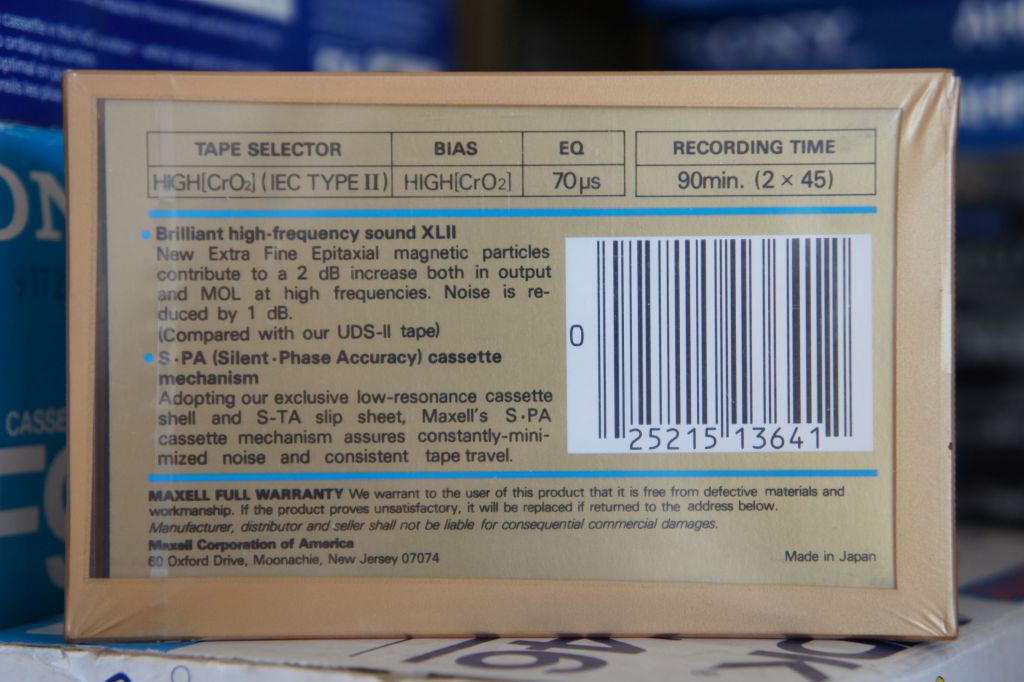 TAPE SELECTOR BIAS EQ RECORDING TIME
HIGH[CrO₂] (IEC TYPE II) HIGH[CrO₂] 70μs 90min. (2 × 45)
• Brilliant high-frequency sound XLII
New Extra Fine Epitaxial magnetic particles
contribute to a 2 dB increase both in output
and MOL at high frequencies. Noise is re-
duced by 1 dB.
(Compared with our UDS-II tape)
• S·PA (Silent·Phase Accuracy) cassette
mechanism
Adopting our exclusive low-resonance cassette
shell and S-TA slip sheet, Maxell's S·PA
cassette mechanism assures constantly-mini-
mized noise and consistent tape travel.
0
25215 13641
MAXELL FULL WARRANTY We warrant to the user of this product that it is free from defective materials and
workmanship. If the product proves unsatisfactory, it will be replaced if returned to the address below.
Manufacturer, distributor and seller shall not be liable for consequential commercial damages.
Maxell Corporation of America
60 Oxford Drive, Moonachie, New Jersey 07074
Made in Japan
SONY
ON
CASSE